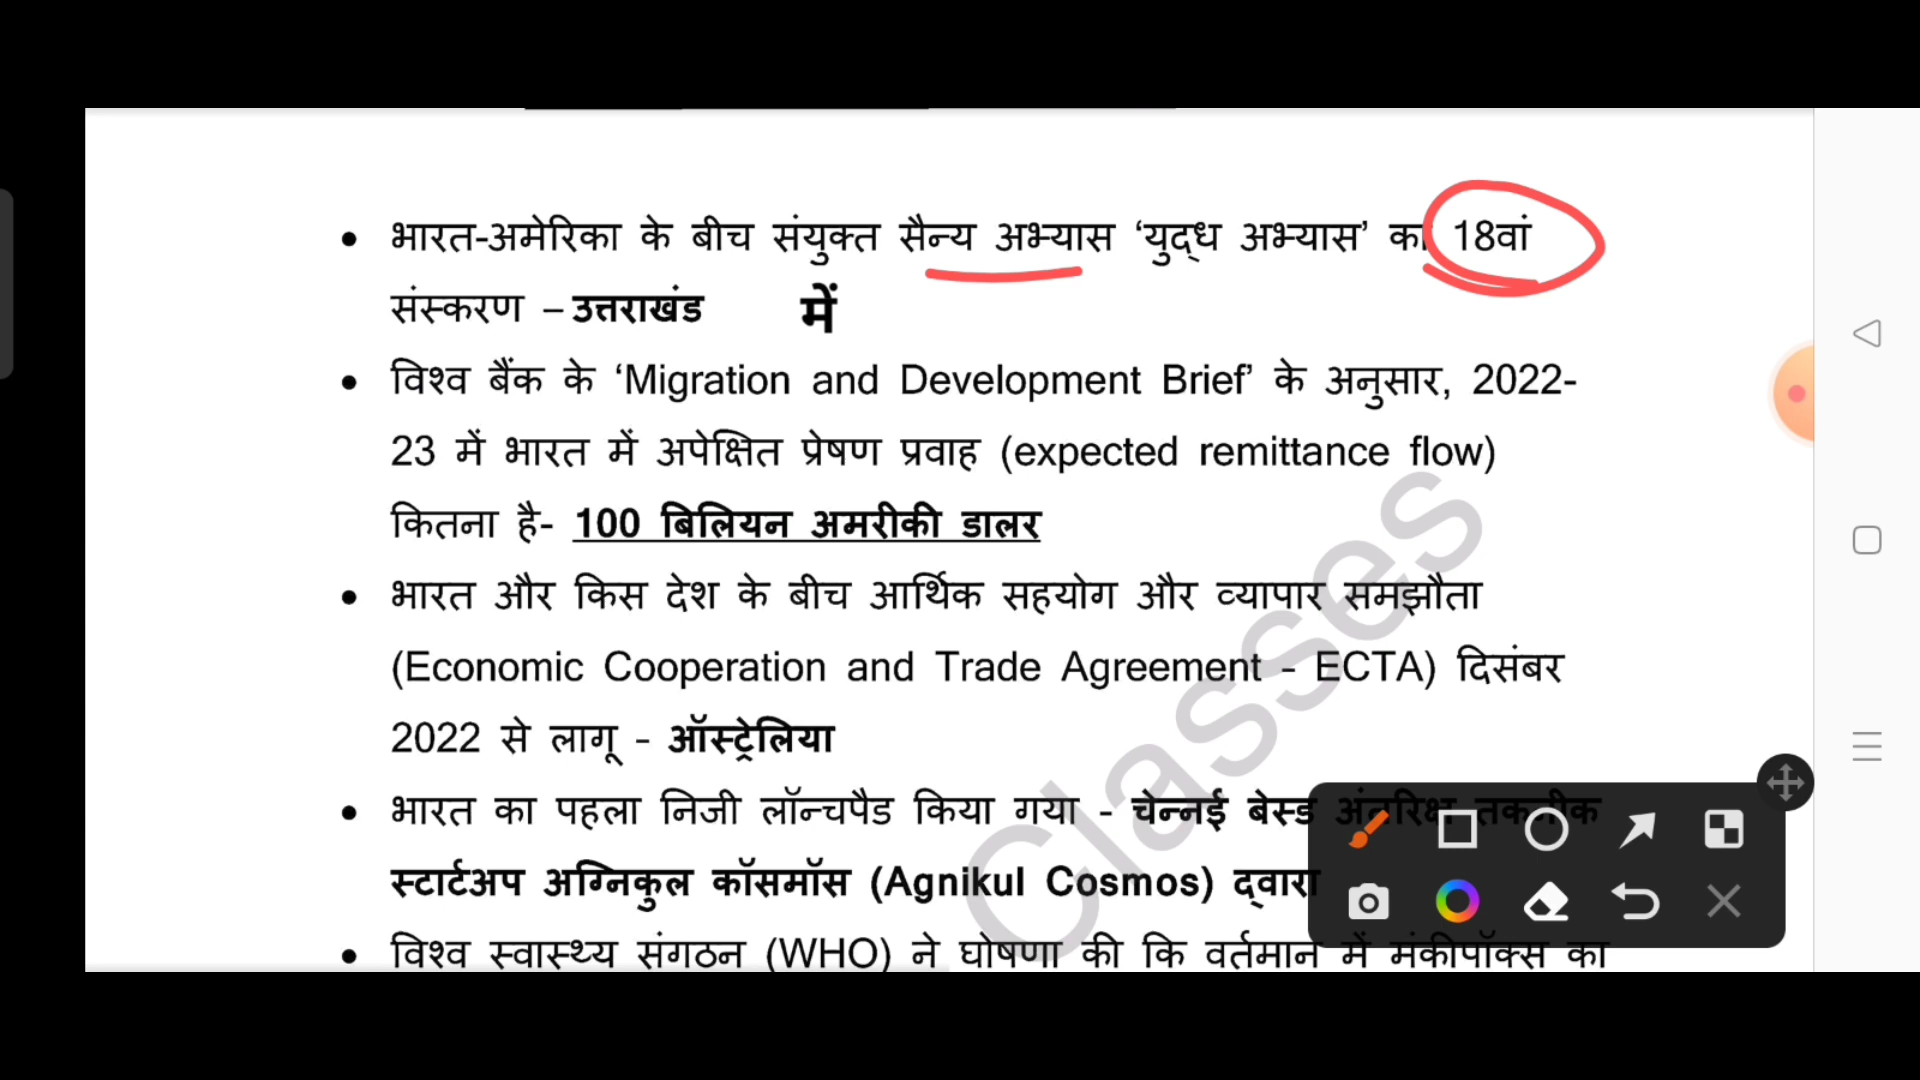 • भारत-अमेरिका के बीच संयुक्त सैन्य अभ्यास ‘युद्ध अभ्यास’ का 18वां
संस्करण – उत्तराखंड में
• विश्व बैंक के ‘Migration and Development Brief’ के अनुसार, 2022-
23 में भारत में अपेक्षित प्रेषण प्रवाह (expected remittance flow)
कितना है- 100 बिलियन अमरीकी डालर
• भारत और किस देश के बीच आर्थिक सहयोग और व्यापार समझौता
(Economic Cooperation and Trade Agreement - ECTA) दिसंबर
2022 से लागू - ऑस्ट्रेलिया
• भारत का पहला निजी लॉन्चपैड किया गया - चेन्नई बेस्ड अंतरिक्ष तकनीक
स्टार्टअप अग्निकुल कॉसमॉस (Agnikul Cosmos) द्वारा
• विश्व स्वास्थ्य संगठन (WHO) ने घोषणा की कि वर्तमान में मंकीपॉक्स का
Classes